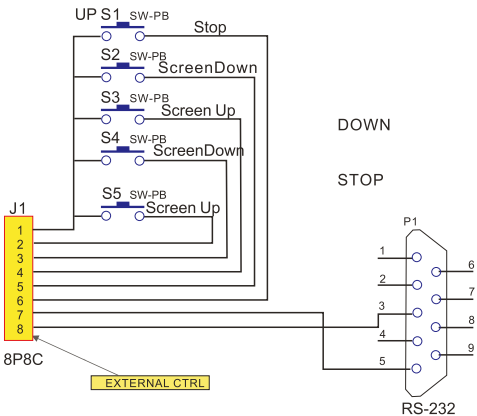 UP S1 SW-PB
Stop
S2 SW-PB
ScreenDown
S3 SW-PB
Screen Up
S4 SW-PB
ScreenDown
S5 SW-PB
Screen Up
DOWN
STOP
J1
1
2
3
4
5
6
7
8
8P8C
EXTERNAL CTRL
P1
1
6
2
7
3
8
4
9
5
RS-232